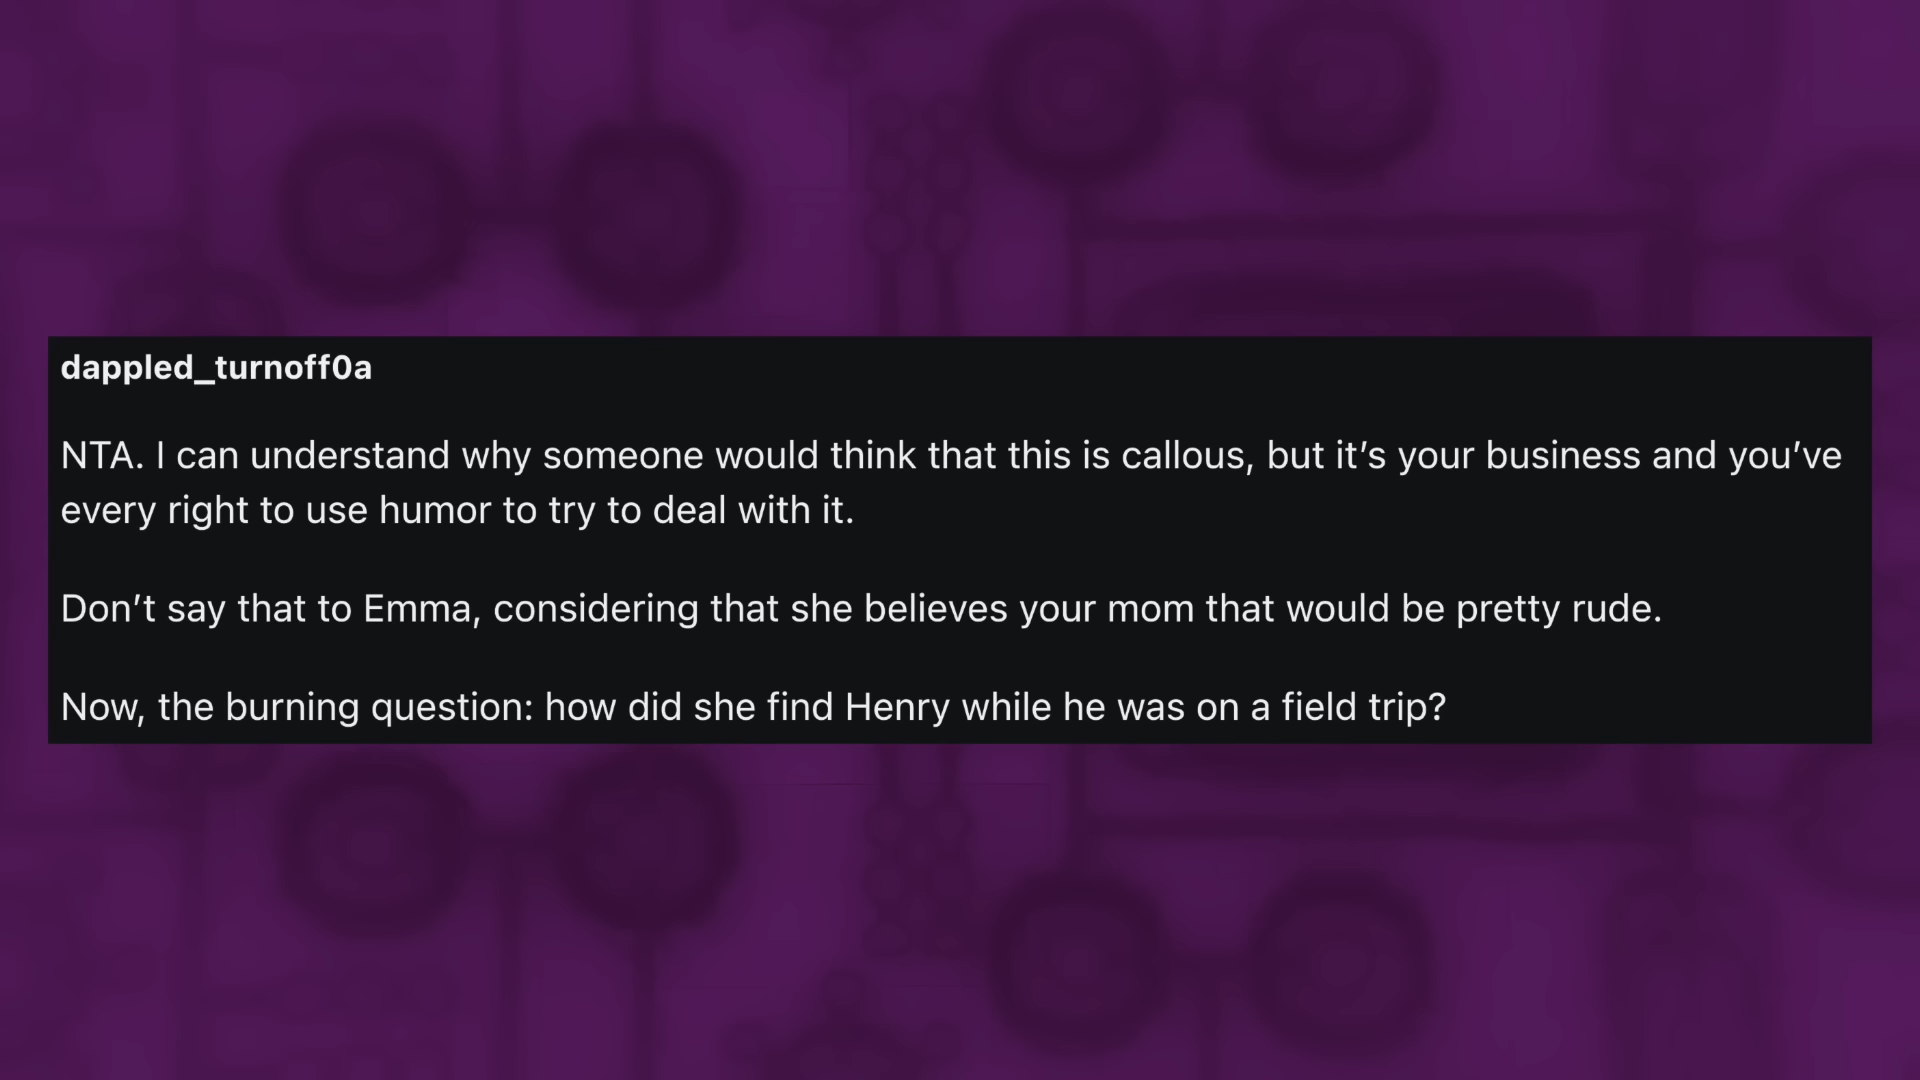 dappled_turnoff0a
NTA. I can understand why someone would think that this is callous, but it’s your business and you’ve
every right to use humor to try to deal with it.
Don’t say that to Emma, considering that she believes your mom that would be pretty rude.
Now, the burning question: how did she find Henry while he was on a field trip?